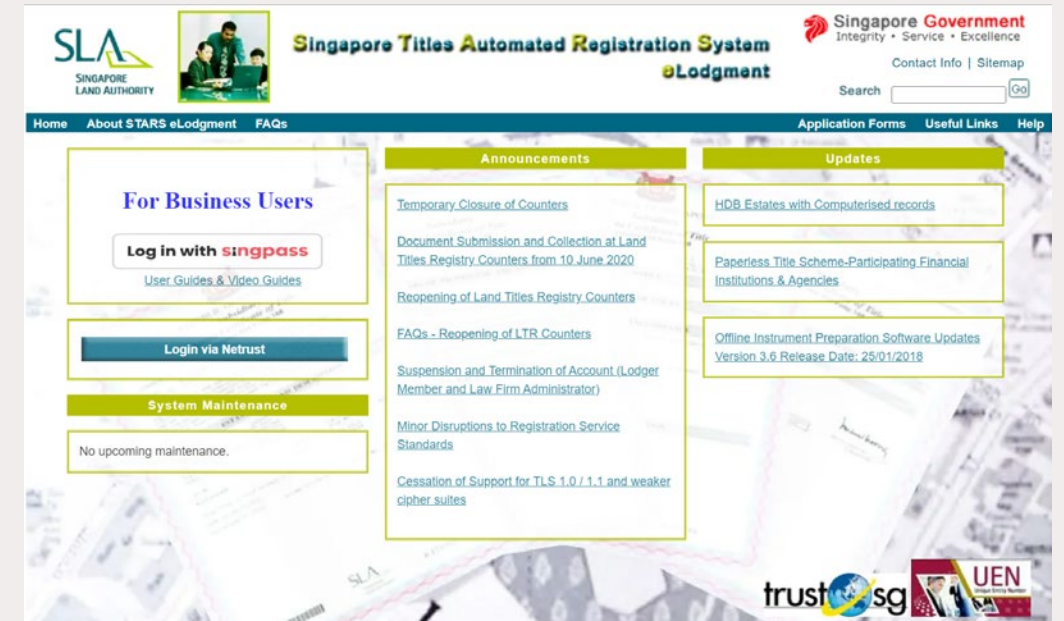 SLA
SINGAPORE
LAND AUTHORITY
Singapore Titles Automated Registration System
eLodgment
Singapore Government
Integrity • Service • Excellence
Contact Info | Sitemap
Search
Go
Home About STARS eLodgment FAQs
Application Forms Useful Links Help
For Business Users
Log in with singpass
User Guides & Video Guides
Login via Netrust
System Maintenance
No upcoming maintenance.
Announcements
Temporary Closure of Counters
Document Submission and Collection at Land
Titles Registry Counters from 10 June 2020
Reopening of Land Titles Registry Counters
FAQs - Reopening of LTR Counters
Suspension and Termination of Account (Lodger
Member and Law Firm Administrator)
Minor Disruptions to Registration Service
Standards
Cessation of Support for TLS 1.0 / 1.1 and weaker
cipher suites
Updates
HDB Estates with Computerised records
Paperless Title Scheme-Participating Financial
Institutions & Agencies
Offline Instrument Preparation Software Updates
Version 3.6 Release Date: 25/01/2018
SLA
trustsg
UEN
Unique Entity Number